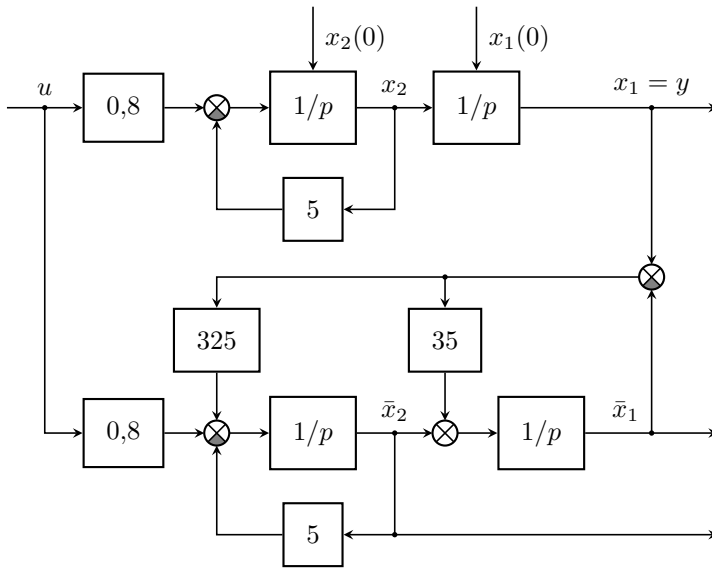 x₂(0)
x₁(0)
u
0,8
1/p
x₂
1/p
x₁ = y
5
325
35
0,8
1/p
x̄₂
1/p
x̄₁
5